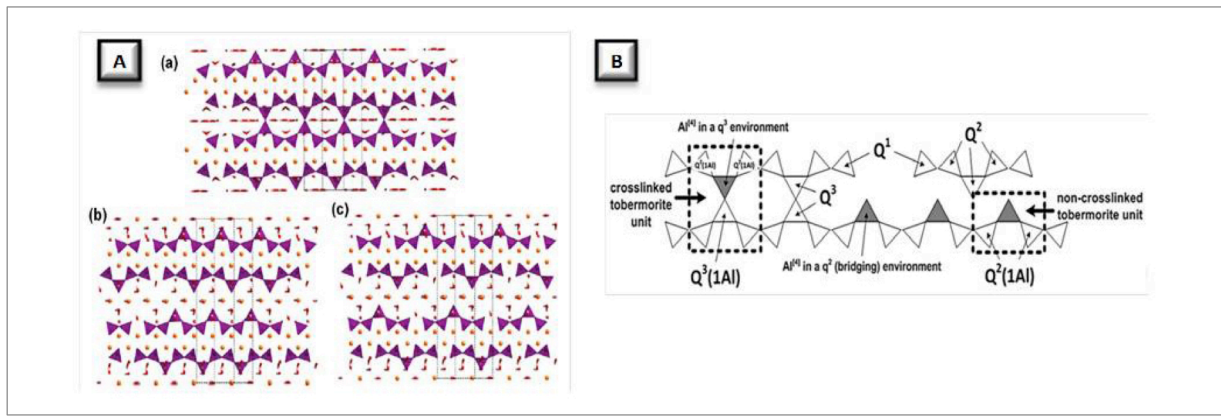 A
(a)
(b)
(c)
B
Al[4] in a q3 environment
Q2(1Al) Q2(1Al)
crosslinked
tobermorite
unit
Q3(1Al)
Q3
Al[4] in a q2 (bridging) environment
Q1
Q2
non-crosslinked
tobermorite unit
Q2(1Al)